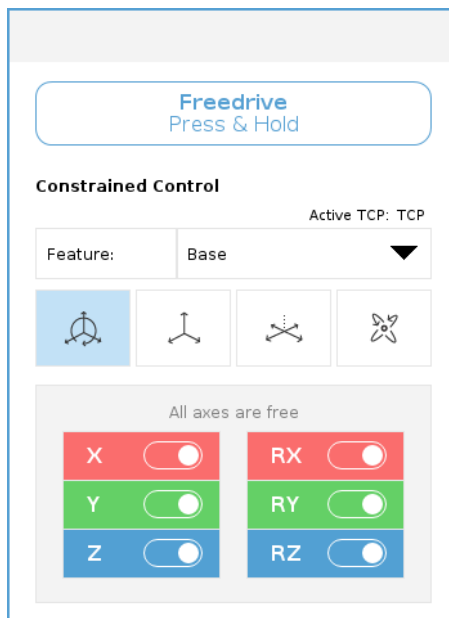 Freedrive
Press & Hold
Constrained Control
Active TCP: TCP
Feature: Base
All axes are free
X RX
Y RY
Z RZ